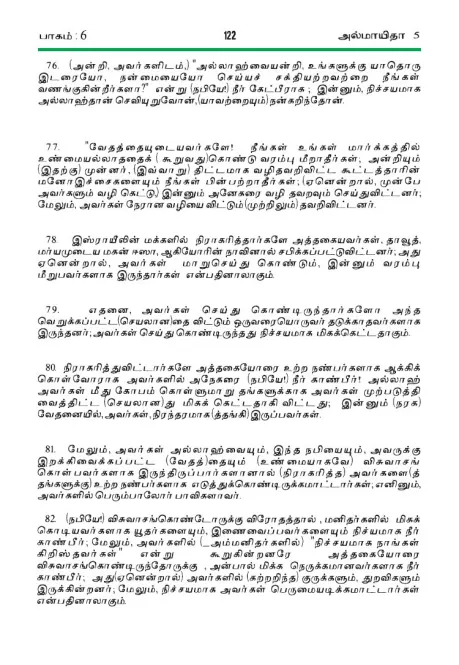 பாகம் : 6 122 அல்மாயிதா 5
76. (அன்றி, அவர்களிடம்,) "அல்லாஹ்வையன்றி, உங்களுக்கு யாதொரு
இடரையோ, நன்மையையோ செய்யச் சக்தியற்றவற்றை நீங்கள்
வணங்குகின்றீர்களா?" என்று (நபியே!) நீர் கேட்பீராக ; இன்னும், நிச்சயமாக
அல்லாஹ்தான் செவியுறுவோன்,(யாவற்றையும்) நன்கறிந்தோன்.
77. "வேதத்தையுடையவர்களே! நீங்கள் உங்கள் மார்க்கத்தில்
உண்மையல்லாததைக் ( கூறுவது)கொண்டு வரம்பு மீறாதீர்கள் ; அன்றியும்
(இதற்கு) முன்னர், (இவ்வாறு) திட்டமாக வழிதவறிவிட்ட கூட்டத்தாரின்
மனோஇச்சைகளையும் நீங்கள் பின்பற்றாதீர்கள் ; (ஏனென்றால், முன்பே
அவர்களும் வழி கெட்டு,) இன்னும் அனேகரை வழி தவறவும் செய்துவிட்டனர் ;
மேலும், அவர்கள் நேரான வழியை விட்டும் (முற்றிலும்) தவறிவிட்டனர்.
78. இஸ்ராயீலின் மக்களில் நிராகரித்தார்களே அத்தகையவர்கள் , தாவூத்,
மர்யமுடைய மகன் ஈஸா, ஆகியோரின் நாவினால் சபிக்கப்பட்டுவிட்டனர் ; அது
ஏனென்றால், அவர்கள் மாறுசெய்து கொண்டும், இன்னும் வரம்பு
மீறுபவர்களாக இருந்தார்கள் என்பதினாலாகும்.
79. எதனை, அவர்கள் செய்து கொண்டிருந்தார்களோ அந்த
வெறுக்கப்பட்ட(செயலான)தை விட்டும் ஒருவரையொருவர் தடுக்காதவர்களாக
இருந்தனர் ; அவர்கள் செய்து கொண்டிருந்தது நிச்சயமாக மிகக்கெட்டதாகும்.
80. நிராகரித்துவிட்டார்களே அத்தகையோரை உற்ற நண்பர்களாக ஆக்கிக்
கொள்வோராக அவர்களில் அநேகரை (நபியே!) நீர் காண்பீர்! அல்லாஹ்
அவர்கள் மீது கோபம் கொள்ளுமாறு தங்களுக்காக அவர்கள் முற்படுத்தி
வைத்திட்ட (செயலான)து மிகக் கெட்டதாகி விட்டது; இன்னும் (நரக)
வேதனையில், அவர்கள், நிரந்தரமாக(த்தங்கி) இருப்பவர்கள்.
81. மேலும், அவர்கள் அல்லாஹ்வையும், இந்த நபியையும், அவருக்கு
இறக்கிவைக்கப்பட்ட (வேதத்)தையும் (உண்மையாகவே) விசுவாசங்
கொள்பவர்களாக இருந்திருப்பார்களானால் (நிராகரித்த) அவர்களை(த்
தங்களுக்கு) உற்ற நண்பர்களாக எடுத்துக்கொண்டிருக்கமாட்டார்கள் ; எனினும்,
அவர்களில் பெரும்பாலோர் பாவிகளாவர்.
82. (நபியே!) விசுவாசங்கொண்டோருக்கு விரோதத்தால் , மனிதர்களில் மிகக்
கொடியவர்களாக யூதர்களையும், இணைவைப்பவர்களையும் நிச்சயமாக நீர்
காண்பீர் ; மேலும், அவர்களில் (_அம்மனிதர்களில்) "நிச்சயமாக நாங்கள்
கிறிஸ்தவர்கள்" என்று கூறுகின்றனரே அத்தகையோரை
விசுவாசங்கொண்டிருந்தோருக்கு , அன்பால் மிக்க நெருக்கமானவர்களாக நீர்
காண்பீர் ; அது(ஏனென்றால்) அவர்களில் (கற்றறிந்த) குருக்களும், துறவிகளும்
இருக்கின்றனர் ; மேலும், நிச்சயமாக அவர்கள் பெருமையடிக்கமாட்டார்கள்
என்பதினாலாகும்.